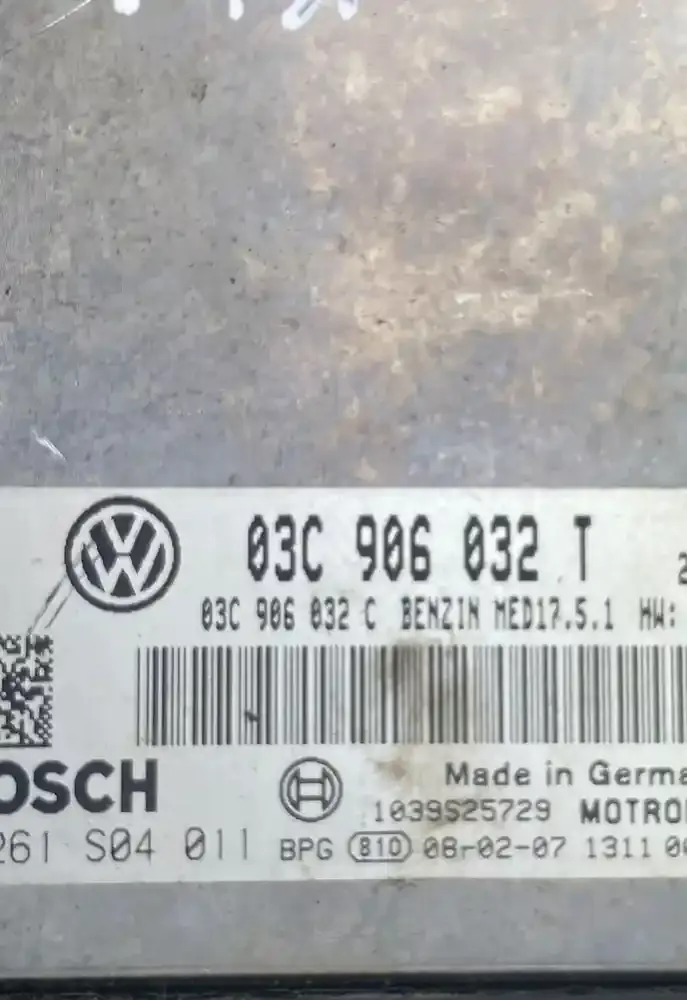 03C 906 032 T 2
03C 906 032 C BENZIN MED17.5.1 HW:
OSCH
Made in Germa
1039S25729 MOTRO
261 S04 011 BPG 810 08-02-07 1311